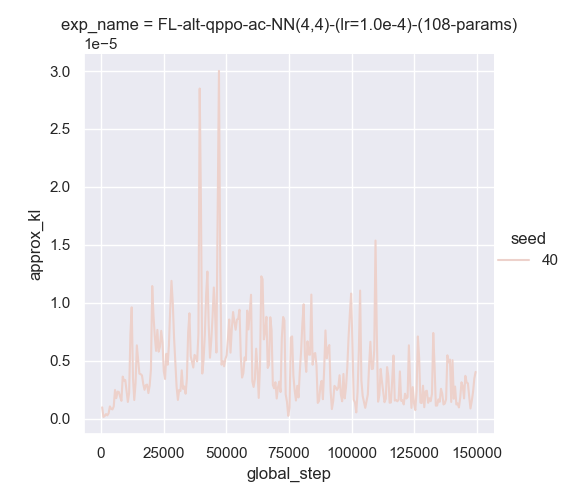 exp_name = FL-alt-qppo-ac-NN(4,4)-(lr=1.0e-4)-(108-params)
1e−5
3.0
2.5
2.0
1.5
1.0
0.5
0.0
approx_kl
0 25000 50000 75000 100000 125000 150000
global_step
seed
40